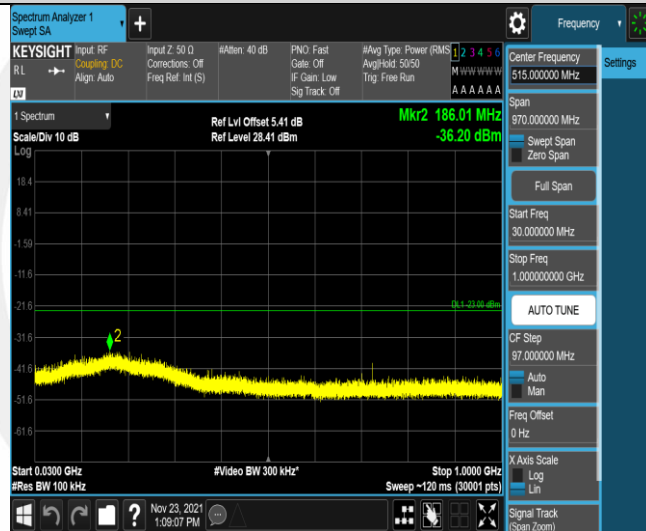 Spectrum Analyzer 1
Swept SA
+
Frequency
KEYSIGHT
RL
LXI
Input: RF
Coupling: DC
Align: Auto
Input Z: 50 Ω
Corrections: Off
Freq Ref: Int (S)
#Atten: 40 dB
PNO: Fast
Gate: Off
IF Gain: Low
Sig Track: Off
#Avg Type: Power (RMS
Avg|Hold: 50/50
Trig: Free Run
1 2 3 4 5 6
M W W W W W
A A A A A A
Center Frequency
515.000000 MHz
Settings
1 Spectrum
Scale/Div 10 dB
Ref Lvl Offset 5.41 dB
Ref Level 28.41 dBm
Mkr2 186.01 MHz
-36.20 dBm
Log
18.4
8.41
-1.59
-11.6
-21.6
-31.6
-41.6
-51.6
-61.6
DL1 -23.00 dBm
2
Start 0.0300 GHz
#Res BW 100 kHz
#Video BW 300 kHz*
Stop 1.0000 GHz
Sweep ~120 ms (30001 pts)
Span
970.000000 MHz
Swept Span
Zero Span
Full Span
Start Freq
30.000000 MHz
Stop Freq
1.000000000 GHz
AUTO TUNE
CF Step
97.000000 MHz
Auto
Man
Freq Offset
0 Hz
X Axis Scale
Log
Lin
Signal Track
(Span Zoom)
?
Nov 23, 2021
1:09:07 PM